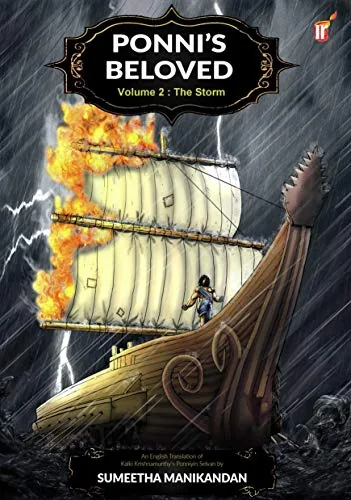 PONNI'S
BELOVED
Volume 2 : The Storm
An English Translation of
Kalki Krishnamurthy's Ponniyin Selvan by
SUMEETHA MANIKANDAN